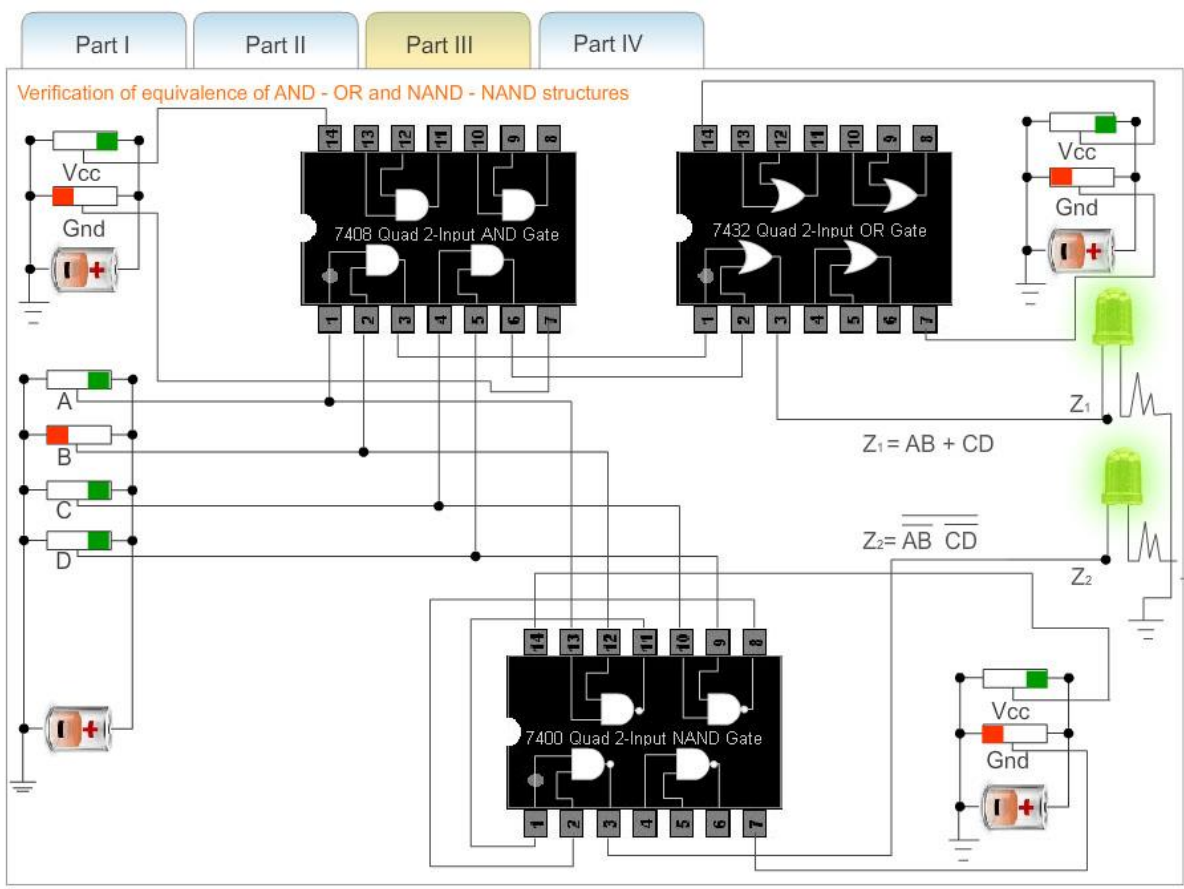 Part I
Part II
Part III
Part IV
Verification of equivalence of AND - OR and NAND - NAND structures
14 13 12 11 10 9 8
14 13 12 11 10 9 8
Vcc
Gnd
Vcc
Gnd
7408 Quad 2-Input AND Gate
7432 Quad 2-Input OR Gate
- +
- +
1 2 3 4 5 6 7
1 2 3 4 5 6 7
A
B
C
D
Z₁
Z₁ = AB + CD
Z₂= A̅B̅ C̅D̅
Z₂
14 13 12 11 10 9 8
7400 Quad 2-Input NAND Gate
- +
Vcc
Gnd
- +
1 2 3 4 5 6 7